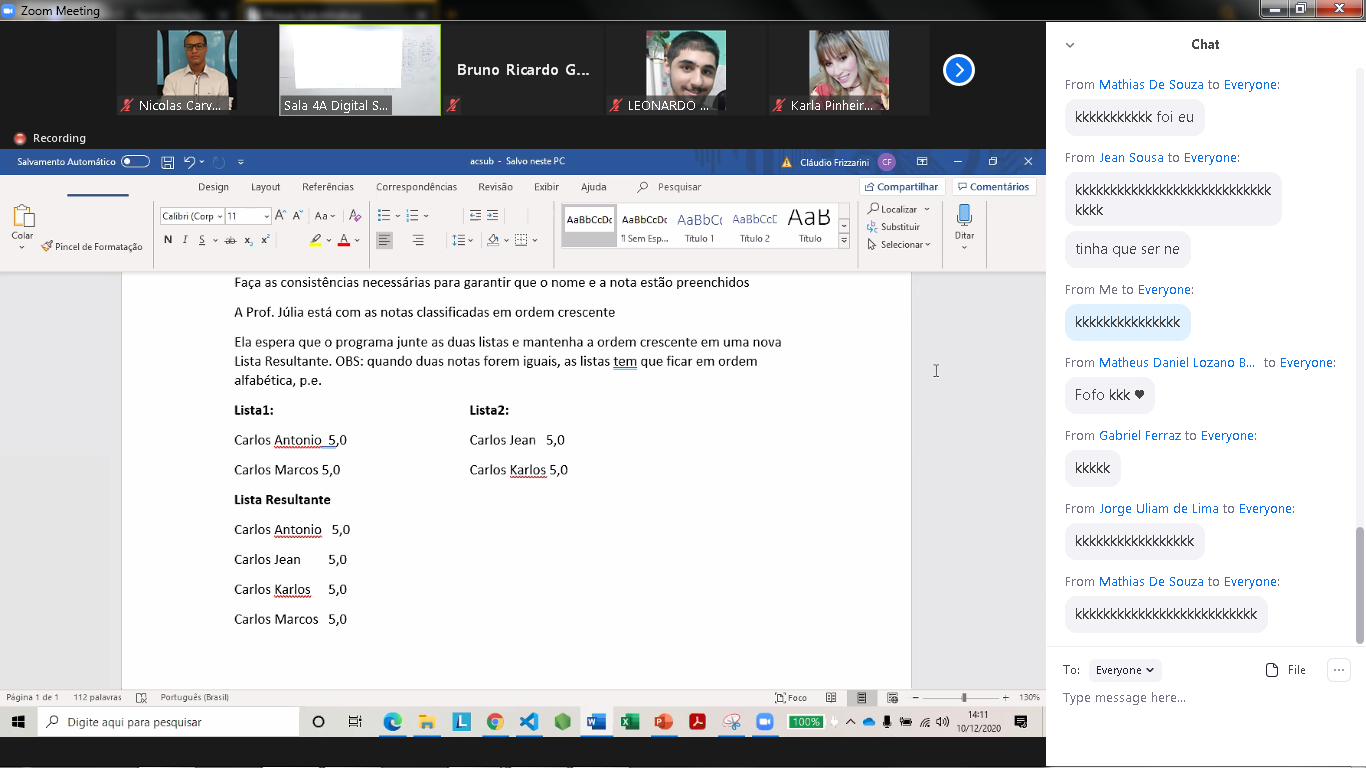 Zoom Meeting
Nicolas Carv...
Sala 4A Digital S...
Bruno Ricardo G...
LEONARDO ...
Karla Pinheir...
Recording
Salvamento Automático
acsub - Salvo neste PC
Cláudio Frizzarini
CF
Design Layout Referências Correspondências Revisão Exibir Ajuda Pesquisar
Compartilhar
Comentários
Colar
Pincel de Formatação
Calibri (Corp
11
N I S ab x₂ x²
AaBbCcDc AaBbCcDc AaBbCc AaBbCcD AaB
¶ Sem Esp... Título 1 Título 2 Título
Localizar
Substituir
Selecionar
Ditar
Faça as consistências necessárias para garantir que o nome e a nota estão preenchidos
A Prof. Júlia está com as notas classificadas em ordem crescente
Ela espera que o programa junte as duas listas e mantenha a ordem crescente em uma nova
Lista Resultante. OBS: quando duas notas forem iguais, as listas tem que ficar em ordem
alfabética, p.e.
Lista1: Lista2:
Carlos Antonio 5,0 Carlos Jean 5,0
Carlos Marcos 5,0 Carlos Karlos 5,0
Lista Resultante
Carlos Antonio 5,0
Carlos Jean 5,0
Carlos Karlos 5,0
Carlos Marcos 5,0
Página 1 de 1 112 palavras Português (Brasil)
Foco
130%
Digite aqui para pesquisar
100%
14:11
10/12/2020
Chat
From Mathias De Souza to Everyone:
kkkkkkkkkkk foi eu
From Jean Sousa to Everyone:
kkkkkkkkkkkkkkkkkkkkkkkkkkkk
kkkk
tinha que ser ne
From Me to Everyone:
kkkkkkkkkkkkkkk
From Matheus Daniel Lozano B... to Everyone:
Fofo kkk ♥
From Gabriel Ferraz to Everyone:
kkkkk
From Jorge Uliam de Lima to Everyone:
kkkkkkkkkkkkkkkkk
From Mathias De Souza to Everyone:
kkkkkkkkkkkkkkkkkkkkkkkkkk
To: Everyone
File
Type message here...